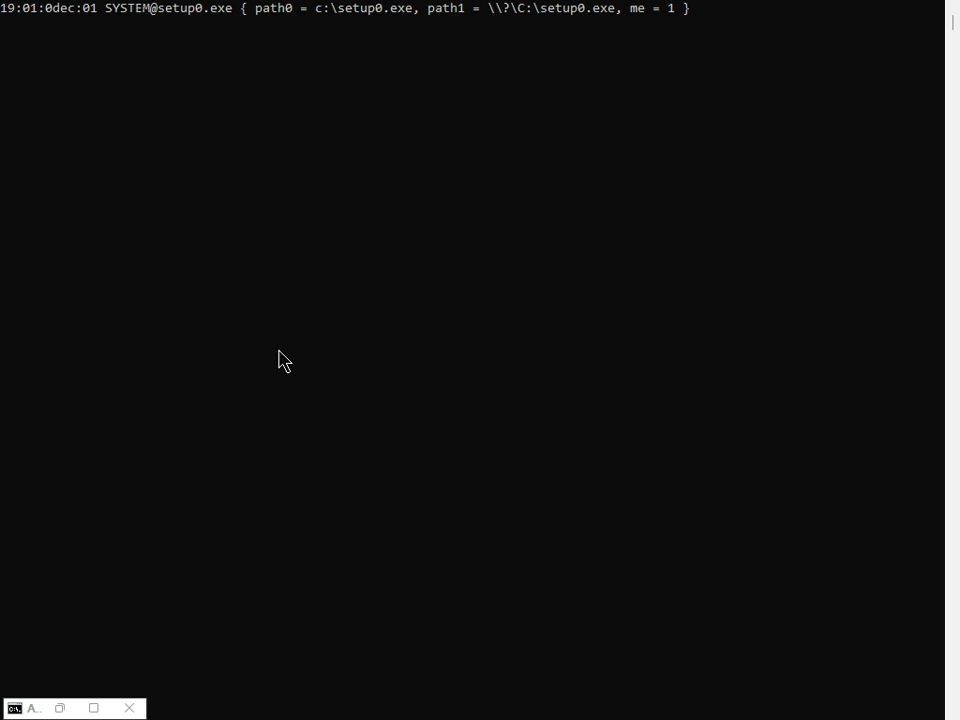 19:01:0dec:01 SYSTEM@setup0.exe { path0 = c:\setup0.exe, path1 = \\?\C:\setup0.exe, me = 1 }
A..